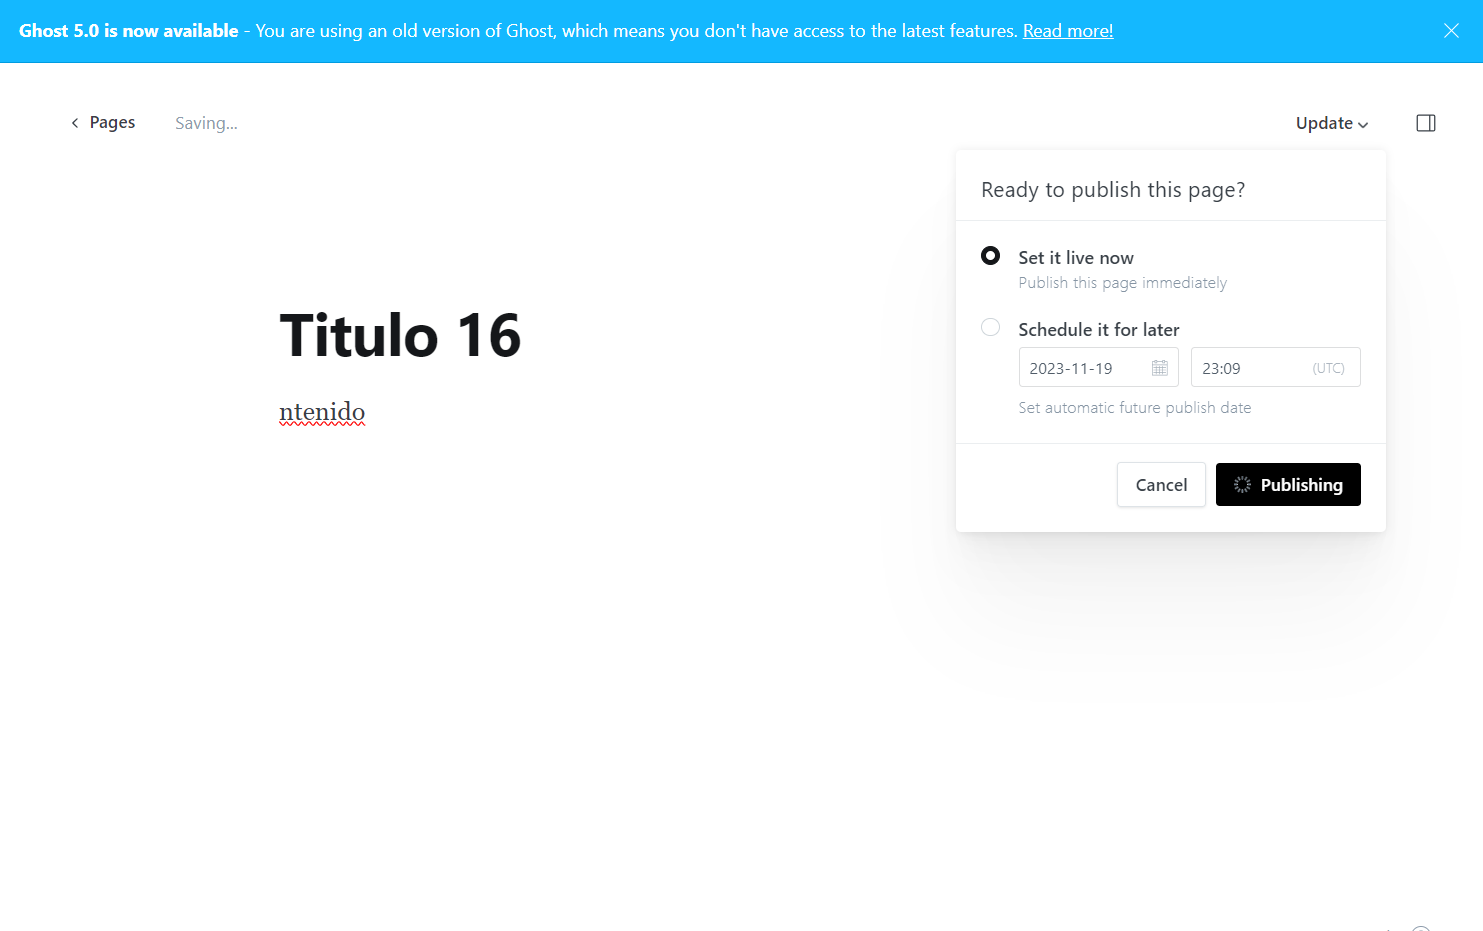 Ghost 5.0 is now available - You are using an old version of Ghost, which means you don't have access to the latest features. Read more!
Pages Saving... Update
Ready to publish this page?
Set it live now
Publish this page immediately
Titulo 16
Schedule it for later
2023-11-19 23:09 (UTC)
ntenido
Set automatic future publish date
Cancel Publishing